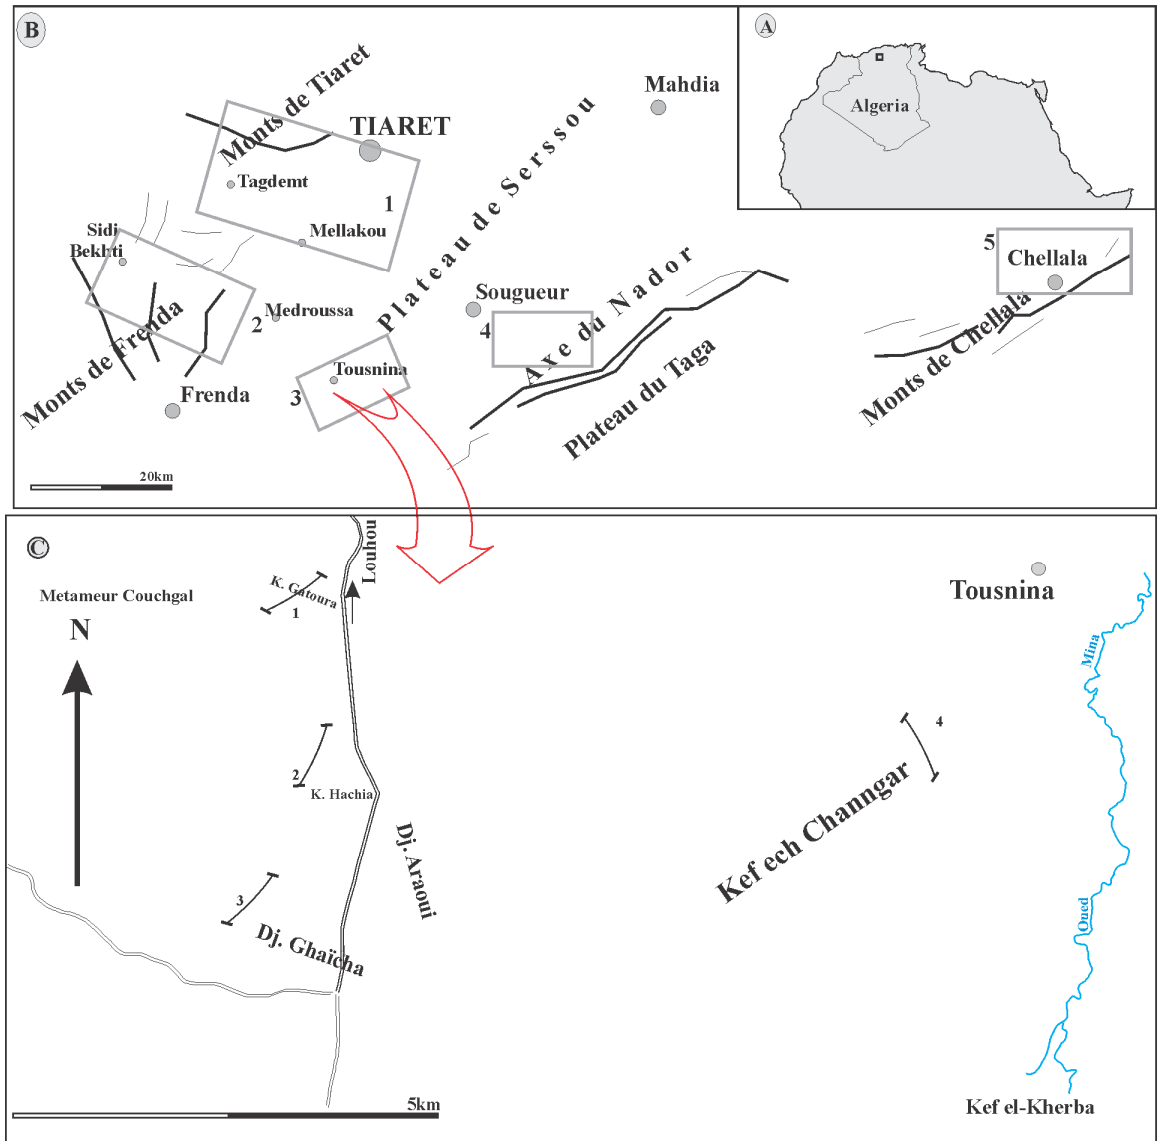 B
A
Monts de Tiaret
TIARET
Mahdia
Algeria
Tagdemt
1
Mellakou
Plateau de Serssou
Sidi
Bekhti
2
Medroussa
Monts de Frenda
Frenda
3
Tousnina
Sougueur
4
Axe du Nador
Plateau du Taga
5
Chellala
Monts de Chellala
20km
C
Louhou
K. Gatoura
1
Metameur Couchgal
N
2
K. Hachia
3
Dj. Ghaïcha
Dj. Araoui
Kef ech Channgar
4
Tousnina
Mina
Oued
Kef el-Kherba
5km